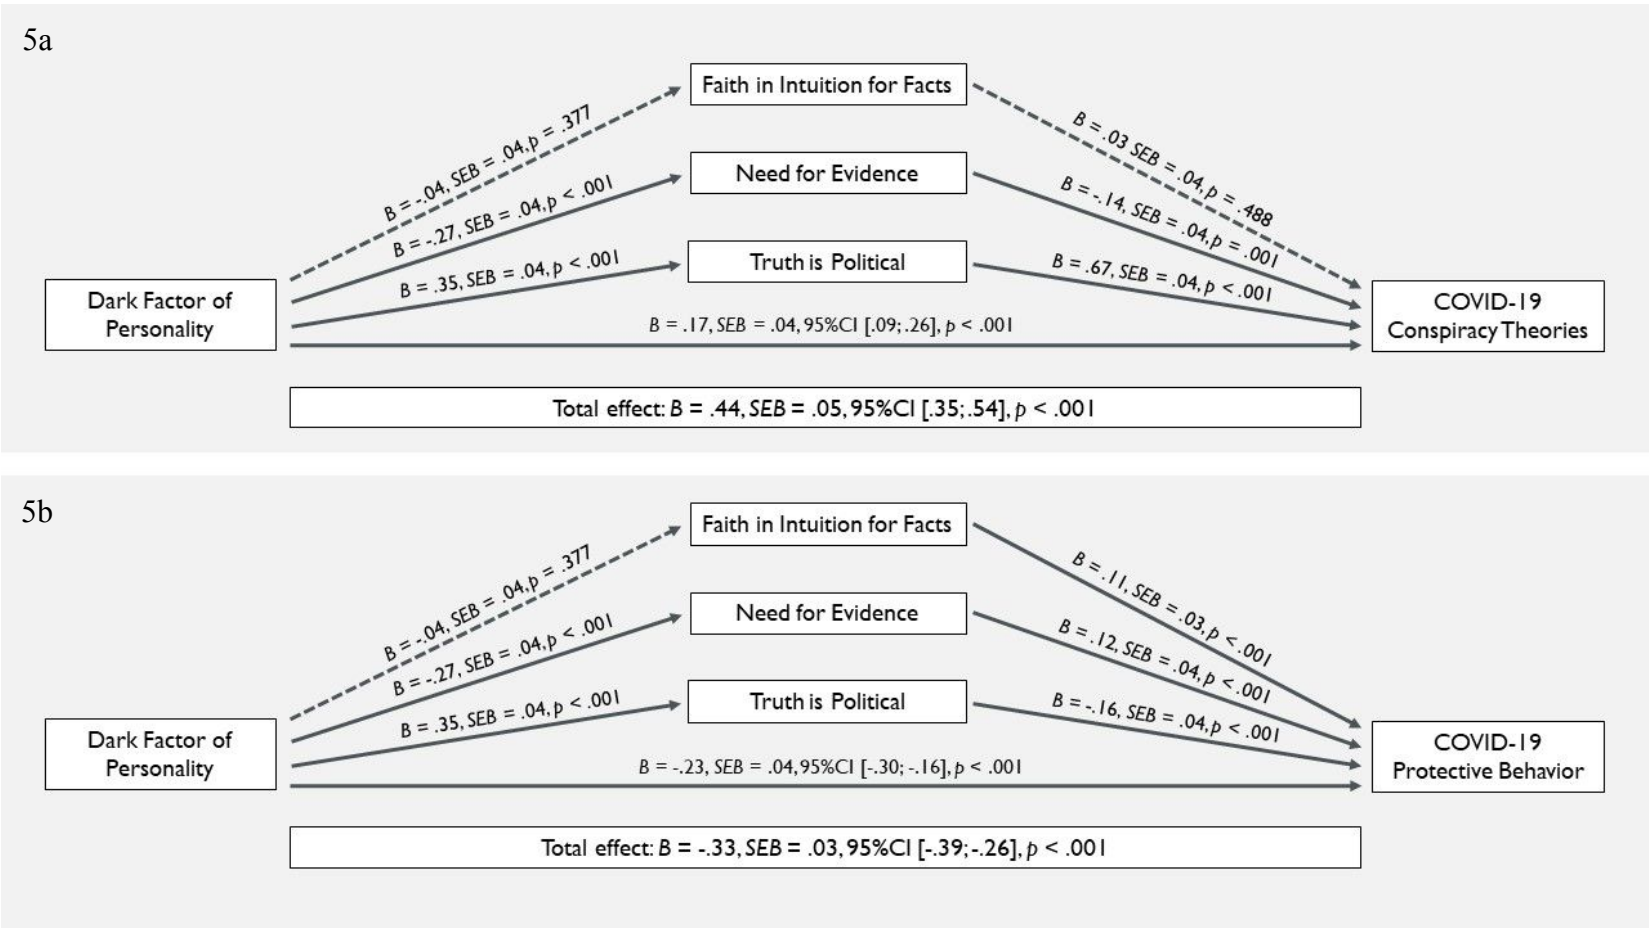 5a
Faith in Intuition for Facts
B = -.04, SEB = .04, p = .377
B = .03 SEB = .04, p = .488
Need for Evidence
B = -.27, SEB = .04, p < .001
B = -.14, SEB = .04, p = .001
Truth is Political
B = .35, SEB = .04, p < .001
B = .67, SEB = .04, p < .001
Dark Factor of
Personality
COVID-19
Conspiracy Theories
B = .17, SEB = .04, 95%CI [.09; .26], p < .001
Total effect: B = .44, SEB = .05, 95%CI [.35; .54], p < .001
5b
Faith in Intuition for Facts
B = -.04, SEB = .04, p = .377
B = .11, SEB = .03, p < .001
Need for Evidence
B = -.27, SEB = .04, p < .001
B = .12, SEB = .04, p < .001
Truth is Political
B = .35, SEB = .04, p < .001
B = -.16, SEB = .04, p < .001
Dark Factor of
Personality
COVID-19
Protective Behavior
B = -.23, SEB = .04, 95%CI [-.30; -.16], p < .001
Total effect: B = -.33, SEB = .03, 95%CI [-.39; -.26], p < .001